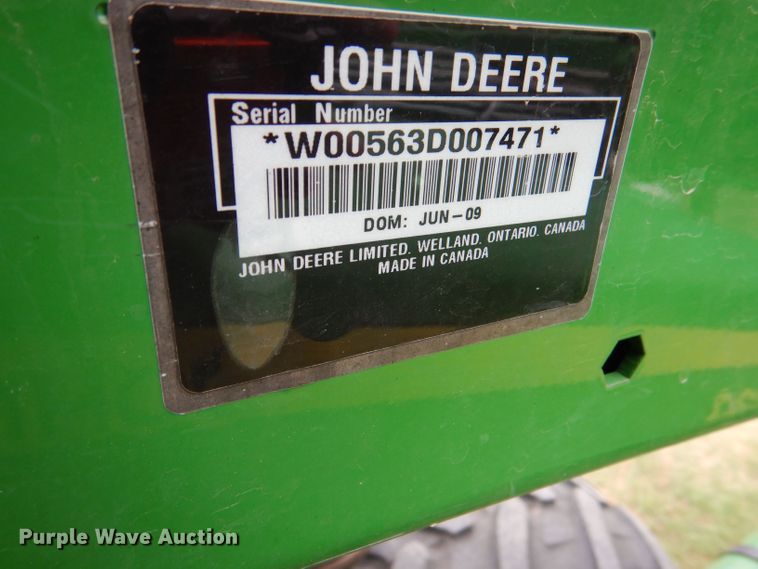 JOHN DEERE
Serial Number
*W00563D007471*
DOM: JUN-09
JOHN DEERE LIMITED. WELLAND. ONTARIO. CANADA
MADE IN CANADA
Purple Wave Auction®